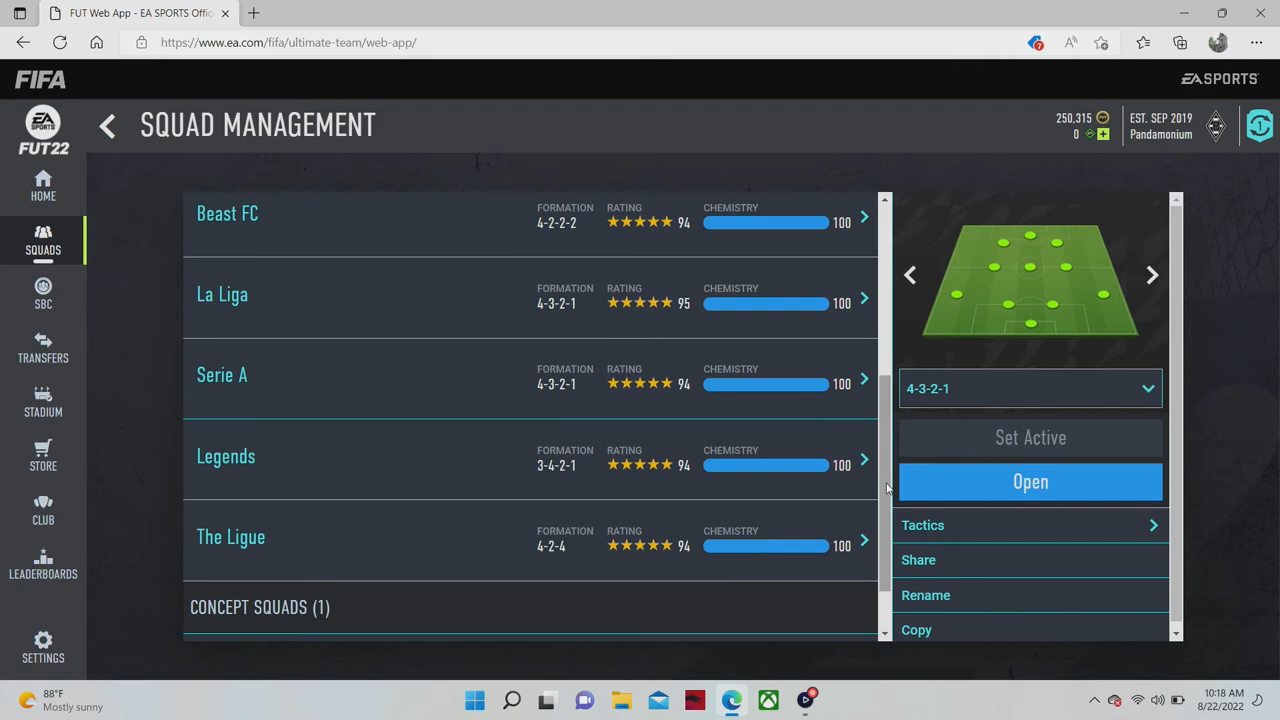 FUT Web App - EA SPORTS Offici
https://www.ea.com/fifa/ultimate-team/web-app/
7
FIFA
EA SPORTS
EA SPORTS
FUT22
SQUAD MANAGEMENT
250,315
0
EST. SEP 2019
Pandamonium
1
HOME
SQUADS
SBC
TRANSFERS
STADIUM
STORE
CLUB
LEADERBOARDS
SETTINGS
Beast FC
FORMATION
4-2-2-2
RATING
94
CHEMISTRY
100
La Liga
FORMATION
4-3-2-1
RATING
95
CHEMISTRY
100
Serie A
FORMATION
4-3-2-1
RATING
94
CHEMISTRY
100
Legends
FORMATION
3-4-2-1
RATING
94
CHEMISTRY
100
The Ligue
FORMATION
4-2-4
RATING
94
CHEMISTRY
100
CONCEPT SQUADS (1)
4-3-2-1
Set Active
Open
Tactics
Share
Rename
Copy
88°F
Mostly sunny
10:18 AM
8/22/2022